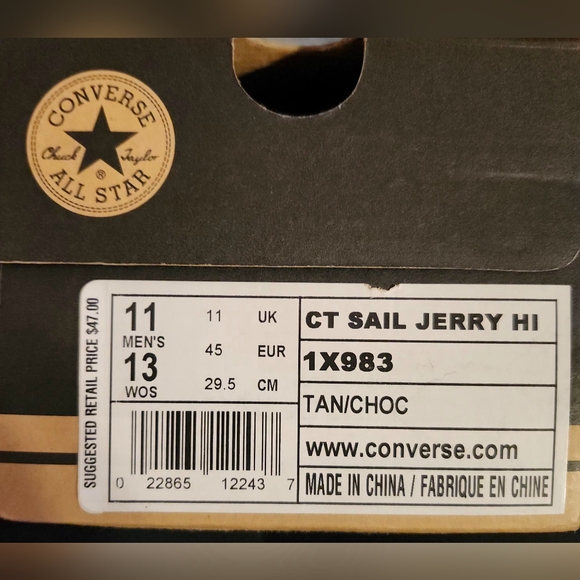 CONVERSE
Chuck Taylor
®
ALL STAR
SUGGESTED RETAIL PRICE $47.00
11 11 UK
MEN'S
13 45 EUR
WOS 29.5 CM
0 22865 12243 7
CT SAIL JERRY HI
1X983
TAN/CHOC
www.converse.com
MADE IN CHINA / FABRIQUE EN CHINE